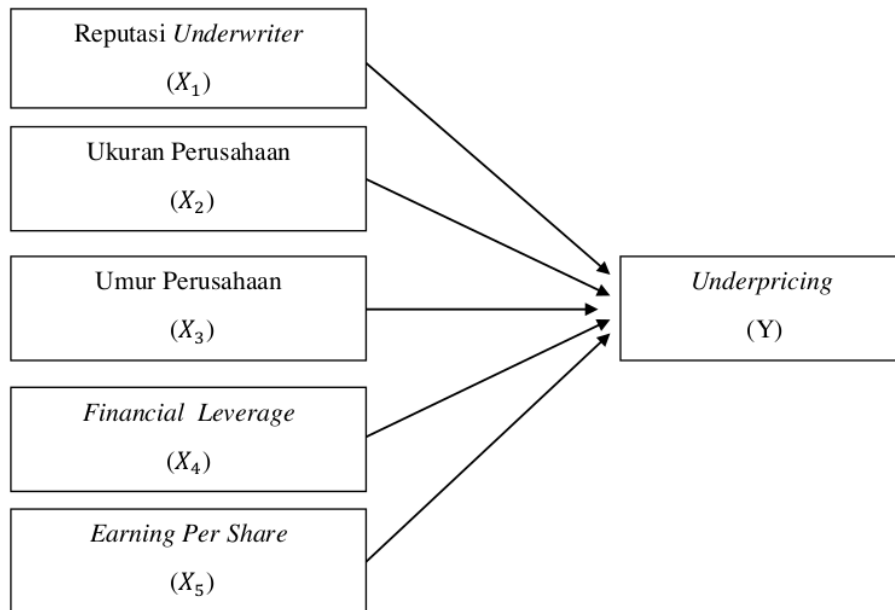 Reputasi Underwriter
(X₁)
Ukuran Perusahaan
(X₂)
Umur Perusahaan
(X₃)
Financial Leverage
(X₄)
Earning Per Share
(X₅)
Underpricing
(Y)